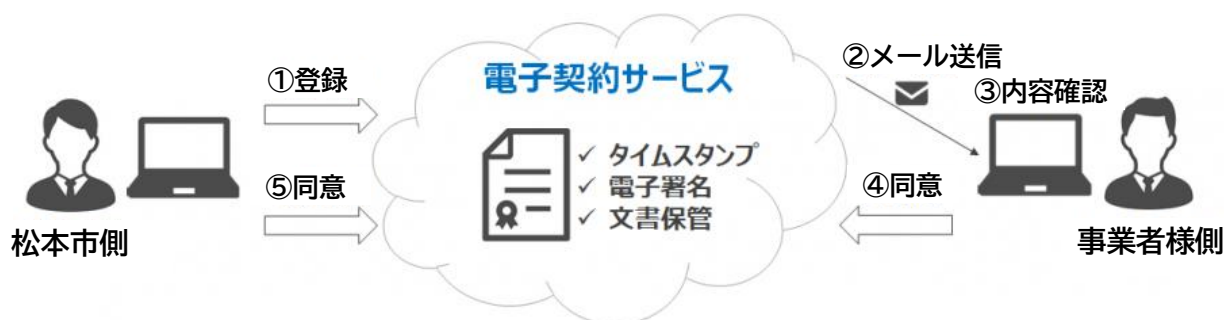 ①登録
電子契約サービス
②メール送信
③内容確認
✓ タイムスタンプ
✓ 電子署名
✓ 文書保管
⑤同意
④同意
松本市側
事業者様側